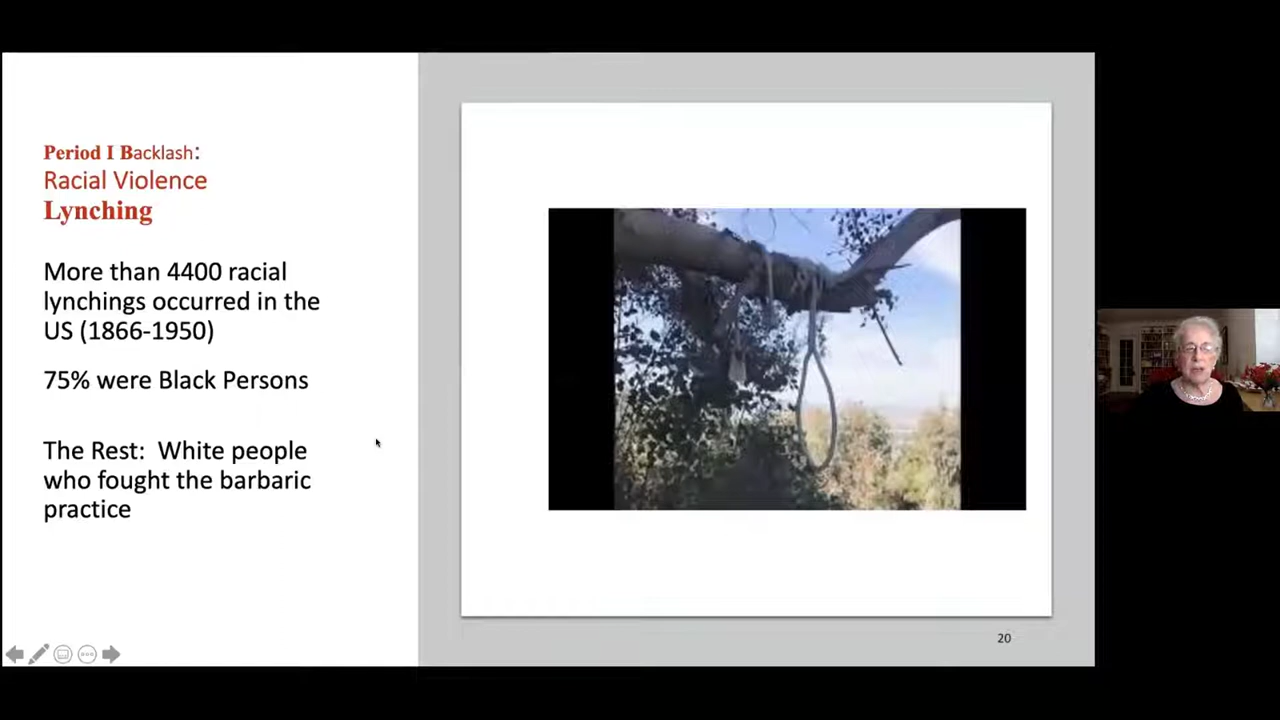 Period I Backlash:
Racial Violence
Lynching
More than 4400 racial
lynchings occurred in the
US (1866-1950)
75% were Black Persons
The Rest:  White people
who fought the barbaric
practice
20